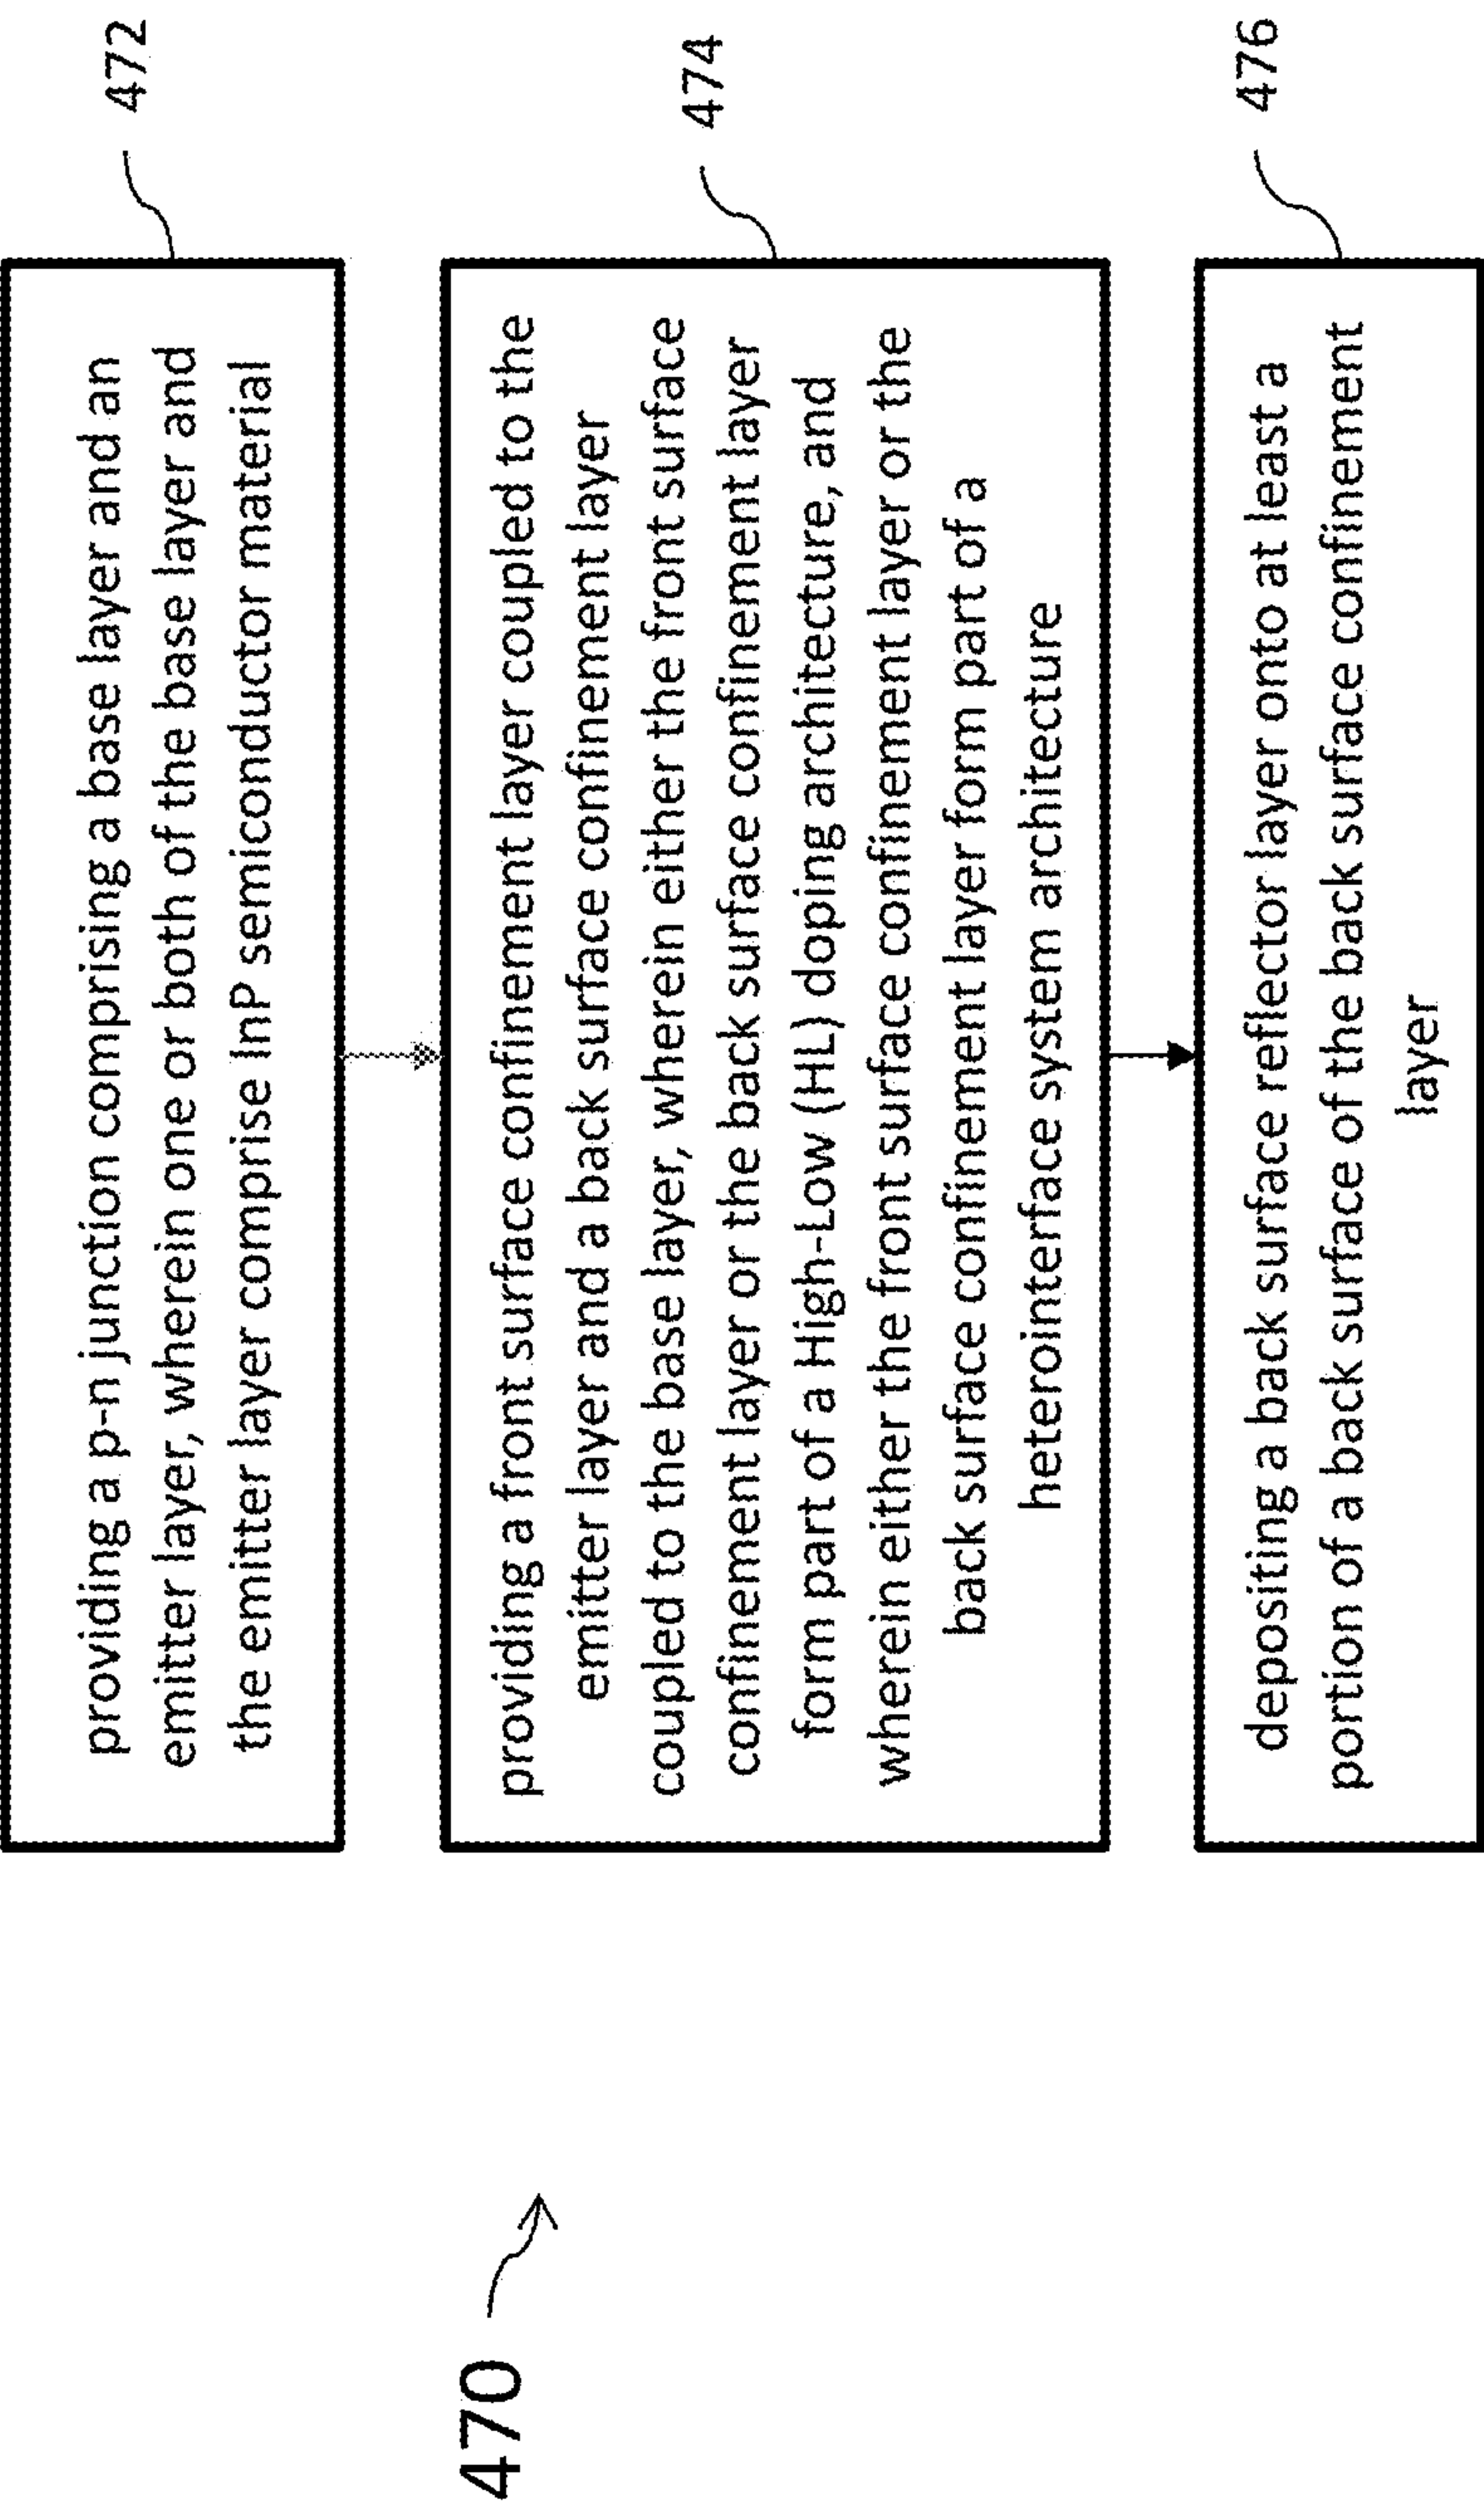 providing a p-n junction comprising a base layer and an
emitter layer, wherein one or both of the base layer and
the emitter layer comprise InP semiconductor material
472
providing a front surface confinement layer coupled to the
emitter layer and a back surface confinement layer
coupled to the base layer, wherein either the front surface
confinement layer or the back surface confinement layer
form part of a High-Low (HL) doping architecture, and
wherein either the front surface confinement layer or the
back surface confinement layer form part of a
heterointerface system architecture
474
depositing a back surface reflector layer onto at least a
portion of a back surface of the back surface confinement
layer
476
470